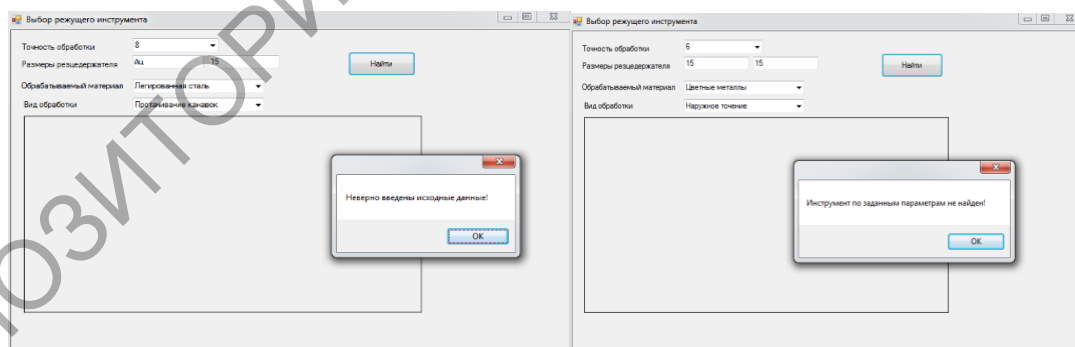 Выбор режущего инструмента
Точность обработки 8
Размеры резцедержателя Ац 15
Найти
Обрабатываемый материал Легированная сталь
Вид обработки Протачивание канавок
Неверно введены исходные данные!
OK
Выбор режущего инструмента
Точность обработки 6
Размеры резцедержателя 15 15
Найти
Обрабатываемый материал Цветные металлы
Вид обработки Наружное точение
Инструмент по заданным параметрам не найден!
OK
ПОЗИТОРИ